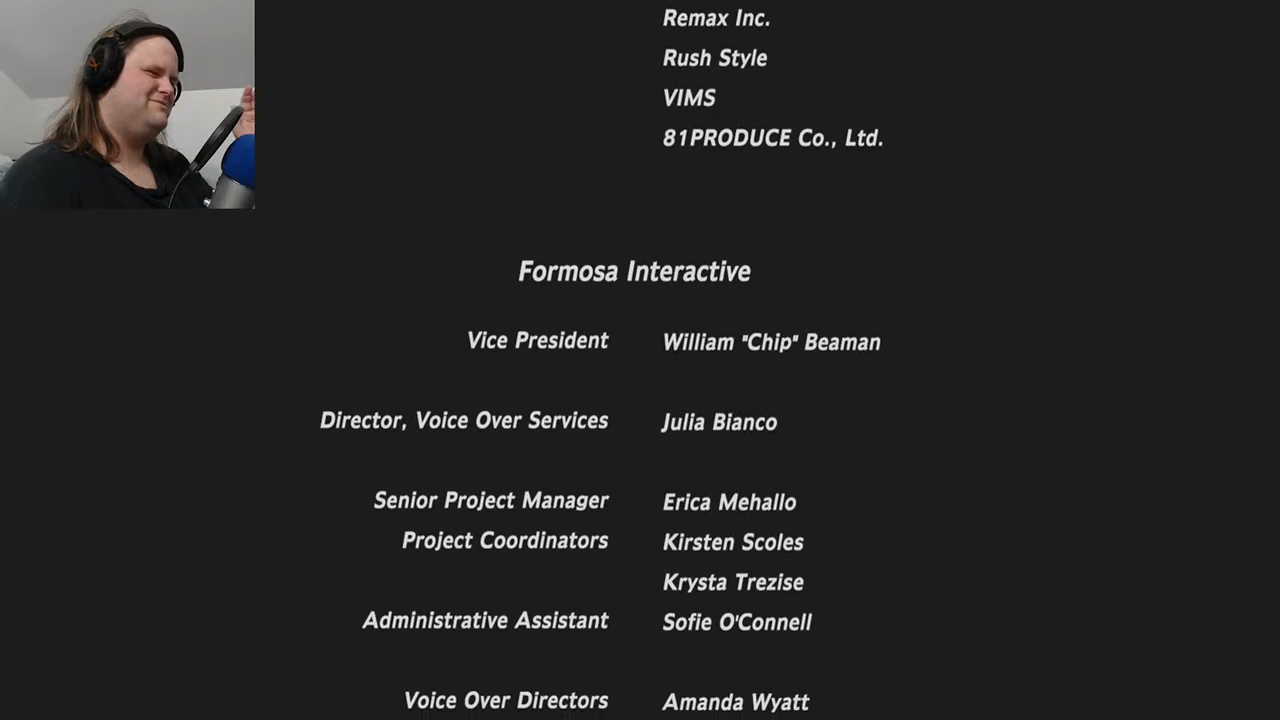 Remax Inc.
Rush Style
VIMS
81PRODUCE Co., Ltd.
Formosa Interactive
Vice President William "Chip" Beaman
Director, Voice Over Services Julia Bianco
Senior Project Manager Erica Mehallo
Project Coordinators Kirsten Scoles
Krysta Trezise
Administrative Assistant Sofie O'Connell
Voice Over Directors Amanda Wyatt